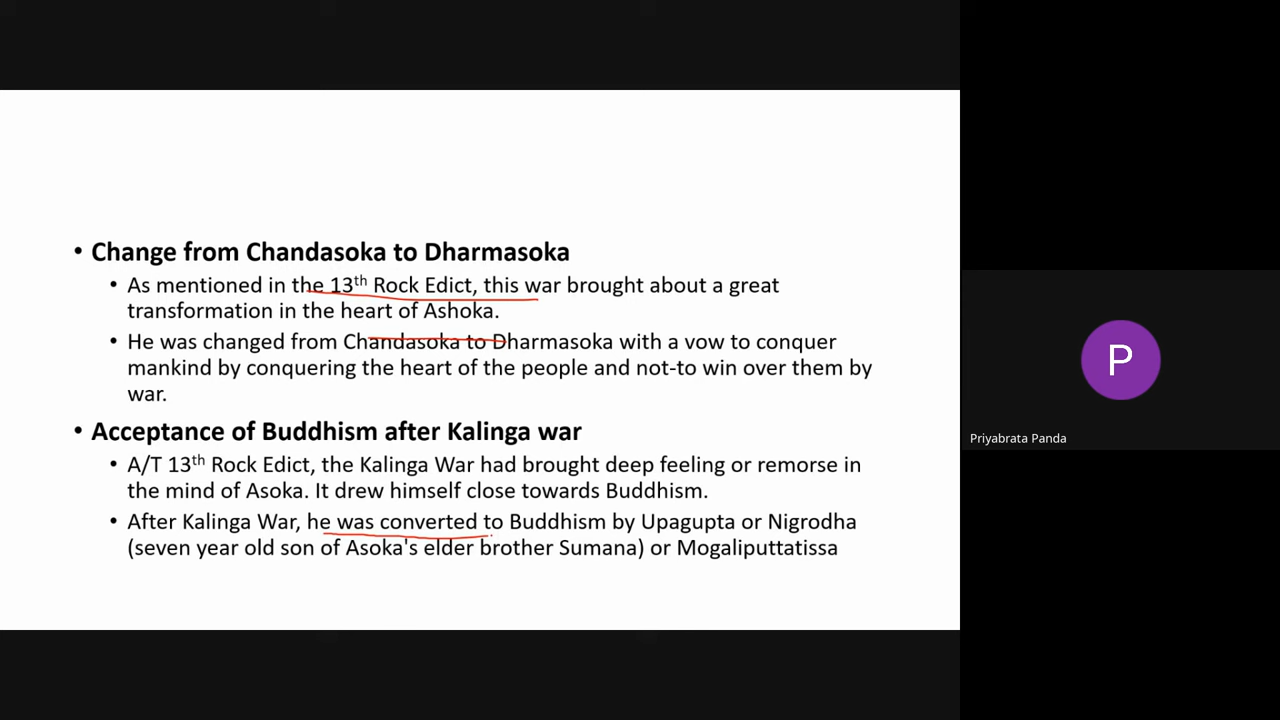 • Change from Chandasoka to Dharmasoka
• As mentioned in the 13th Rock Edict, this war brought about a great
transformation in the heart of Ashoka.
• He was changed from Chandasoka to Dharmasoka with a vow to conquer
mankind by conquering the heart of the people and not-to win over them by
war.
• Acceptance of Buddhism after Kalinga war
• A/T 13th Rock Edict, the Kalinga War had brought deep feeling or remorse in
the mind of Asoka. It drew himself close towards Buddhism.
• After Kalinga War, he was converted to Buddhism by Upagupta or Nigrodha
(seven year old son of Asoka's elder brother Sumana) or Mogaliputtatissa
P
Priyabrata Panda